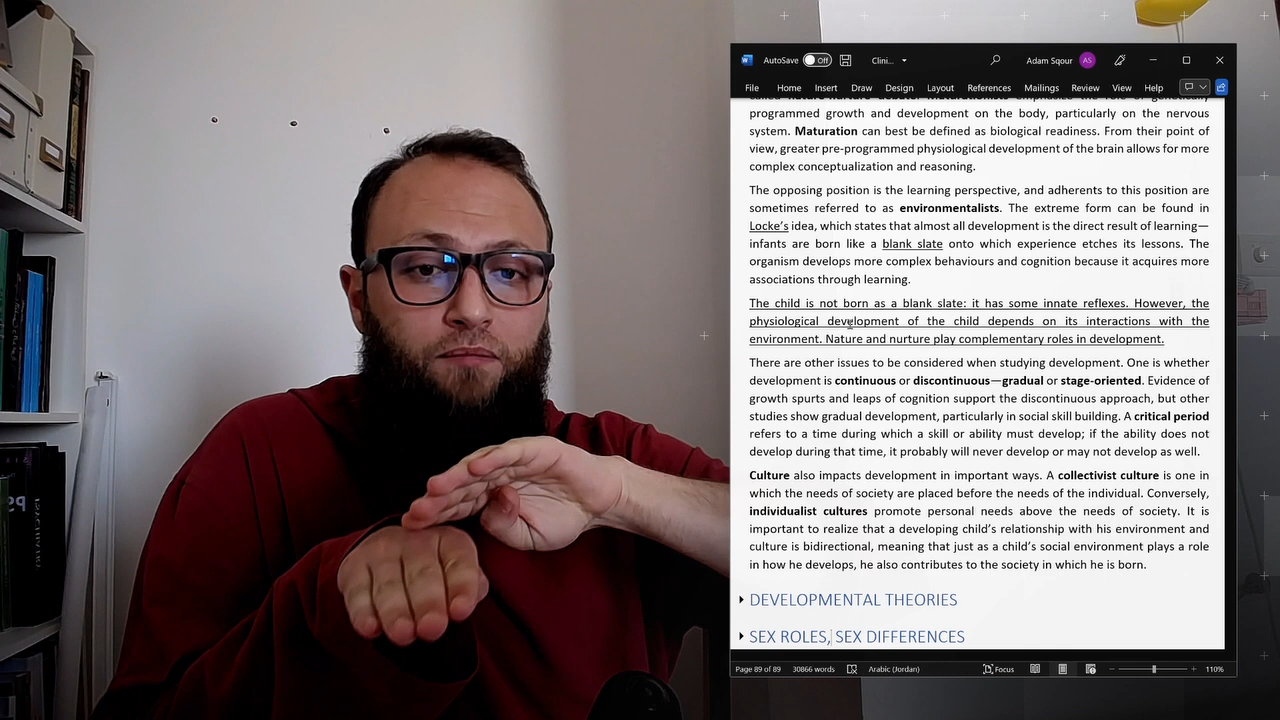 AutoSave Off Clini... Adam Sqour AS
File Home Insert Draw Design Layout References Mailings Review View Help
programmed growth and development on the body, particularly on the nervous
system. Maturation can best be defined as biological readiness. From their point of
view, greater pre-programmed physiological development of the brain allows for more
complex conceptualization and reasoning.
The opposing position is the learning perspective, and adherents to this position are
sometimes referred to as environmentalists. The extreme form can be found in
Locke's idea, which states that almost all development is the direct result of learning—
infants are born like a blank slate onto which experience etches its lessons. The
organism develops more complex behaviours and cognition because it acquires more
associations through learning.
The child is not born as a blank slate: it has some innate reflexes. However, the
physiological development of the child depends on its interactions with the
environment. Nature and nurture play complementary roles in development.
There are other issues to be considered when studying development. One is whether
development is continuous or discontinuous—gradual or stage-oriented. Evidence of
growth spurts and leaps of cognition support the discontinuous approach, but other
studies show gradual development, particularly in social skill building. A critical period
refers to a time during which a skill or ability must develop; if the ability does not
develop during that time, it probably will never develop or may not develop as well.
Culture also impacts development in important ways. A collectivist culture is one in
which the needs of society are placed before the needs of the individual. Conversely,
individualist cultures promote personal needs above the needs of society. It is
important to realize that a developing child's relationship with his environment and
culture is bidirectional, meaning that just as a child's social environment plays a role
in how he develops, he also contributes to the society in which he is born.
DEVELOPMENTAL THEORIES
SEX ROLES, SEX DIFFERENCES
Page 89 of 89 30866 words Arabic (Jordan) Focus 110%